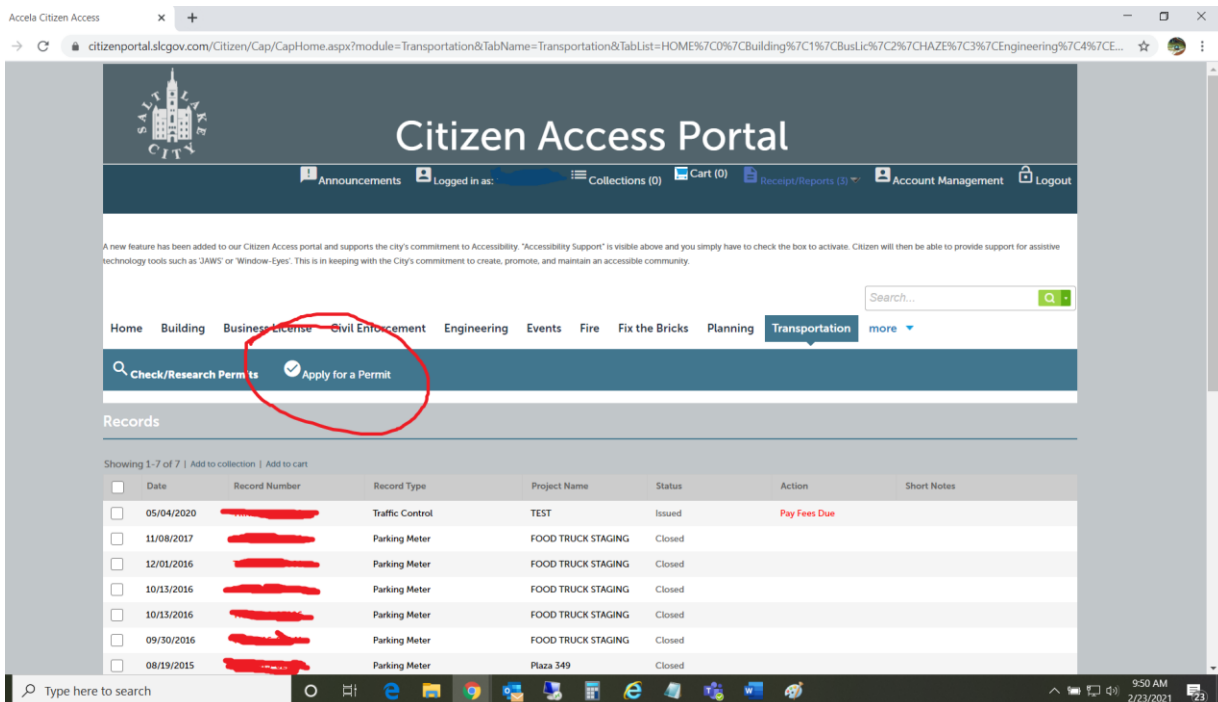 Accela Citizen Access
citizenportal.slcgov.com/Citizen/Cap/CapHome.aspx?module=Transportation&TabName=Transportation&TabList=HOME%7C0%7CBuilding%7C1%7CBusLic%7C2%7CHAZE%7C3%7CEngineering%7C4%7CE...
SALT LAKE CITY
Citizen Access Portal
Announcements Logged in as: Collections (0) Cart (0) Receipt/Reports (3) Account Management Logout
A new feature has been added to our Citizen Access portal and supports the city's commitment to Accessibility. "Accessibility Support" is visible above and you simply have to check the box to activate. Citizen will then be able to provide support for assistive
technology tools such as 'JAWS' or 'Window-Eyes'. This is in keeping with the City's commitment to create, promote, and maintain an accessible community.
Search...
Home Building Business License Civil Enforcement Engineering Events Fire Fix the Bricks Planning Transportation more
Check/Research Permits Apply for a Permit
Records
Showing 1-7 of 7 | Add to collection | Add to cart
Date Record Number Record Type Project Name Status Action Short Notes
05/04/2020 Traffic Control TEST Issued Pay Fees Due
11/08/2017 Parking Meter FOOD TRUCK STAGING Closed
12/01/2016 Parking Meter FOOD TRUCK STAGING Closed
10/13/2016 Parking Meter FOOD TRUCK STAGING Closed
10/13/2016 Parking Meter FOOD TRUCK STAGING Closed
09/30/2016 Parking Meter FOOD TRUCK STAGING Closed
08/19/2015 Parking Meter Plaza 349 Closed
Type here to search
9:50 AM
2/23/2021
23